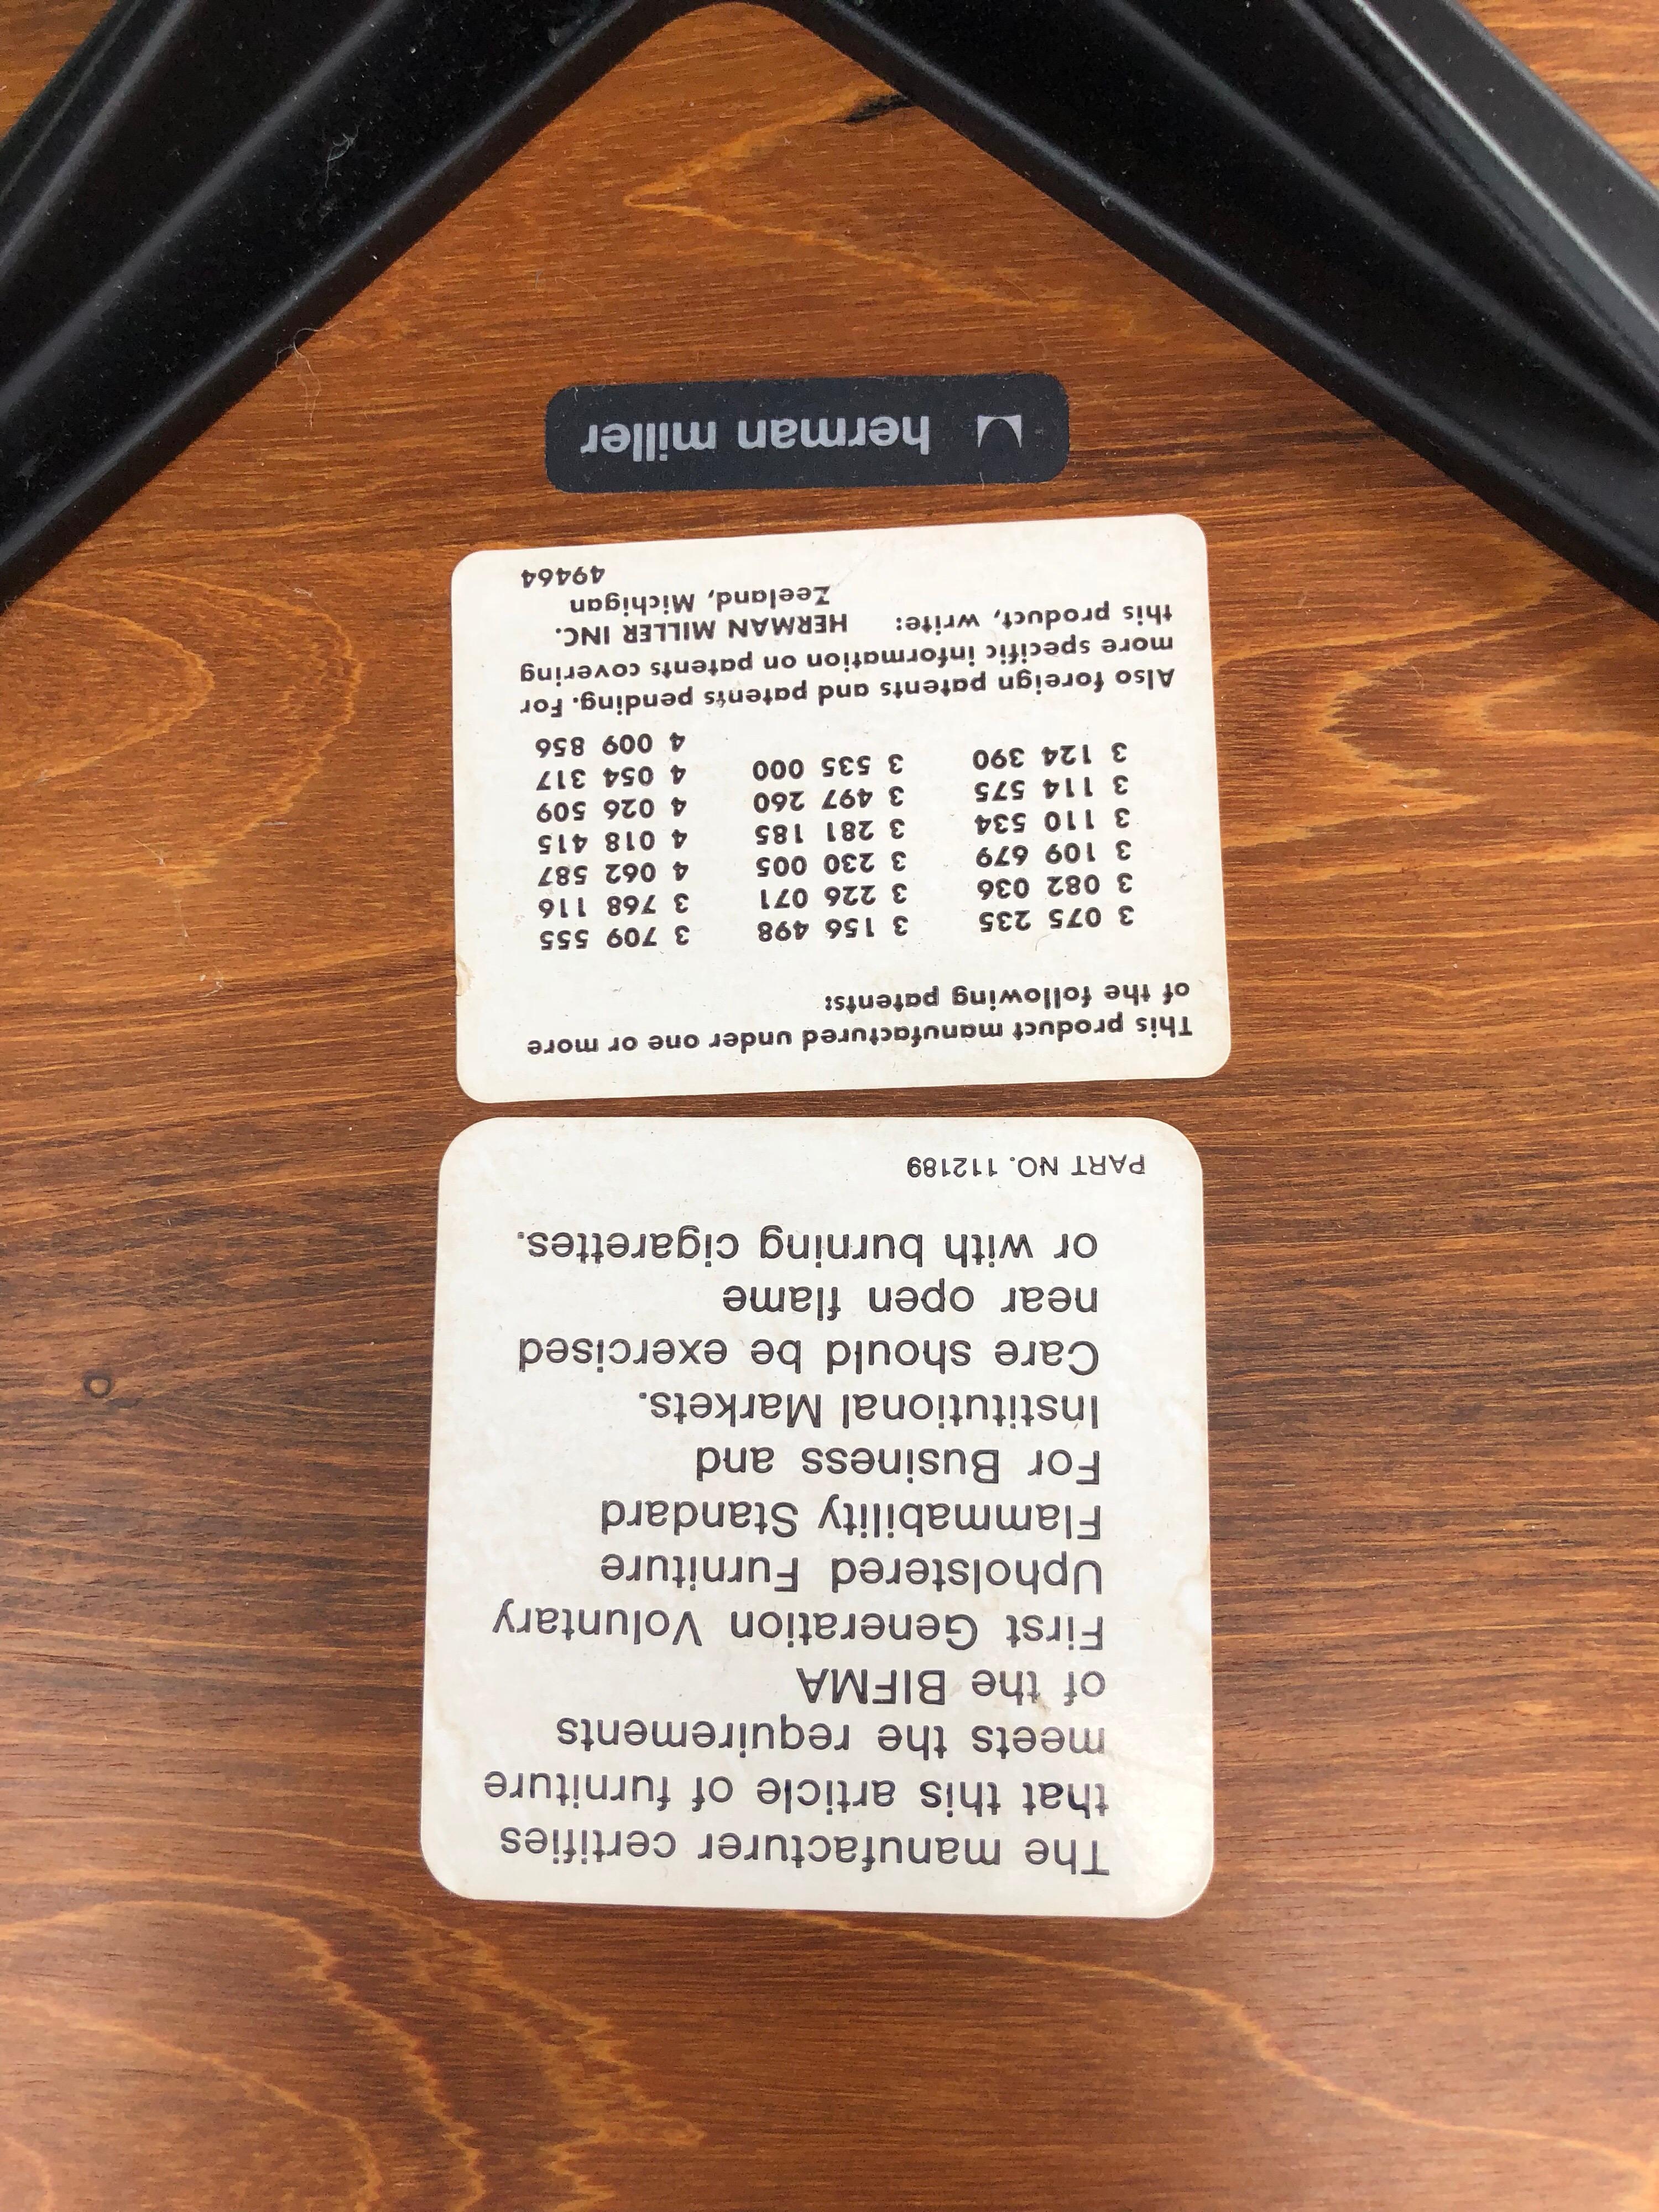 The manufacturer certifies
that this article of furniture
meets the requirements
of the BIFMA
First Generation Voluntary
Upholstered Furniture
Flammability Standard
For Business and
Institutional Markets.
Care should be exercised
near open flame
or with burning cigarettes.
PART NO. 112189
This product manufactured under one or more
of the following patents:
3 075 235 3 156 498 3 709 555
3 082 036 3 226 071 3 768 116
3 109 679 3 230 005 4 062 587
3 110 534 3 281 185 4 018 415
3 114 575 3 497 260 4 026 509
3 124 390 3 535 000 4 054 317
4 009 856
Also foreign patents and patents pending. For
more specific information on patents covering
this product, write: HERMAN MILLER INC.
Zeeland, Michigan
49464
herman miller